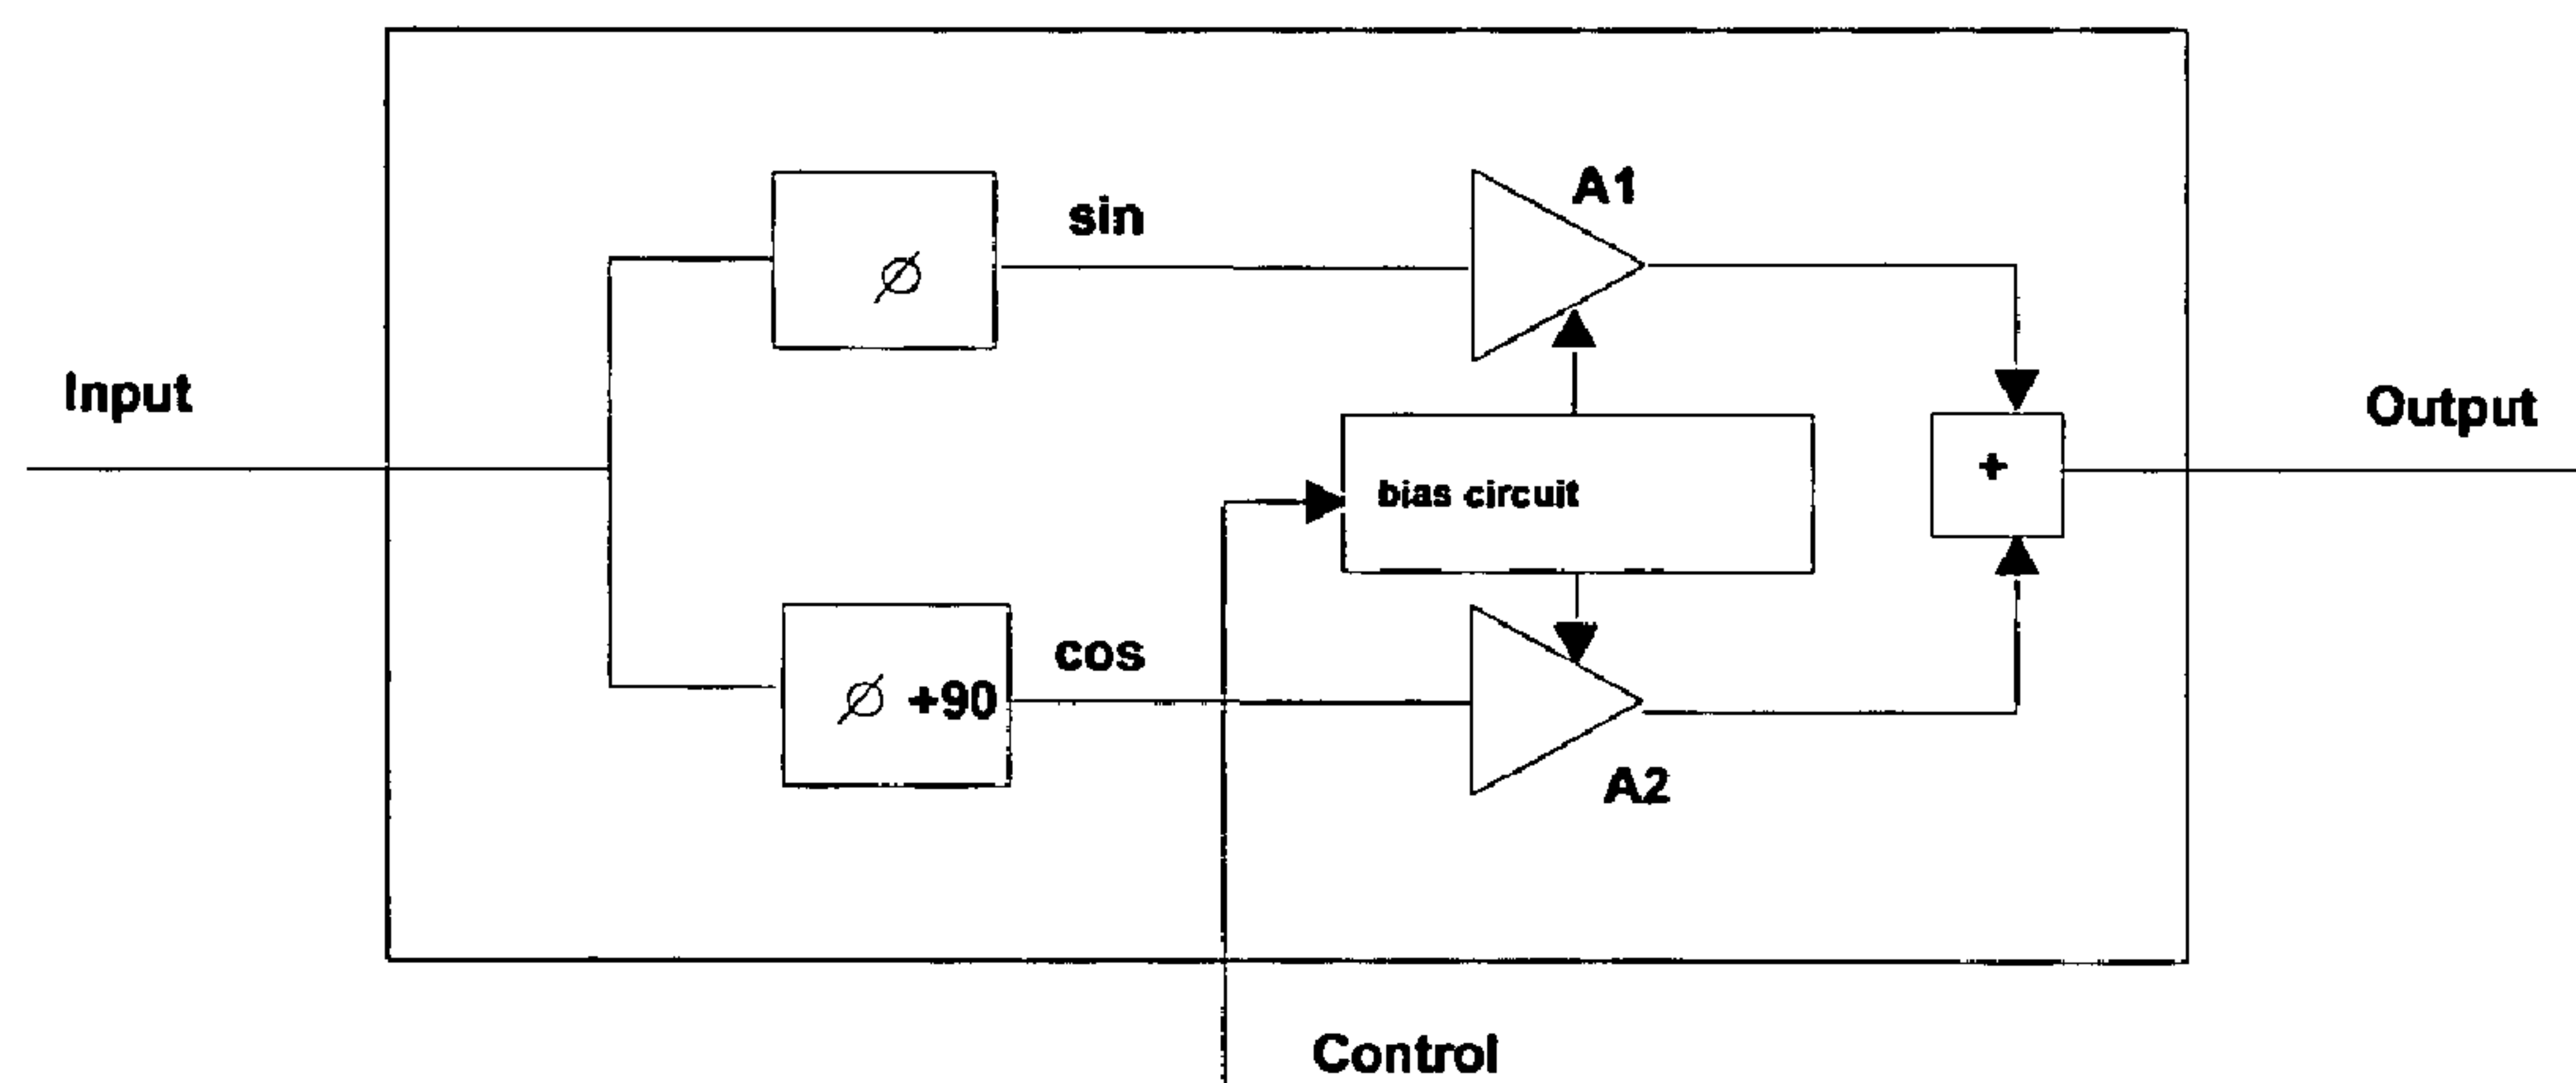 A1
sin
∅
Input
Output
bias circuit
+
cos
∅ +90
A2
Control